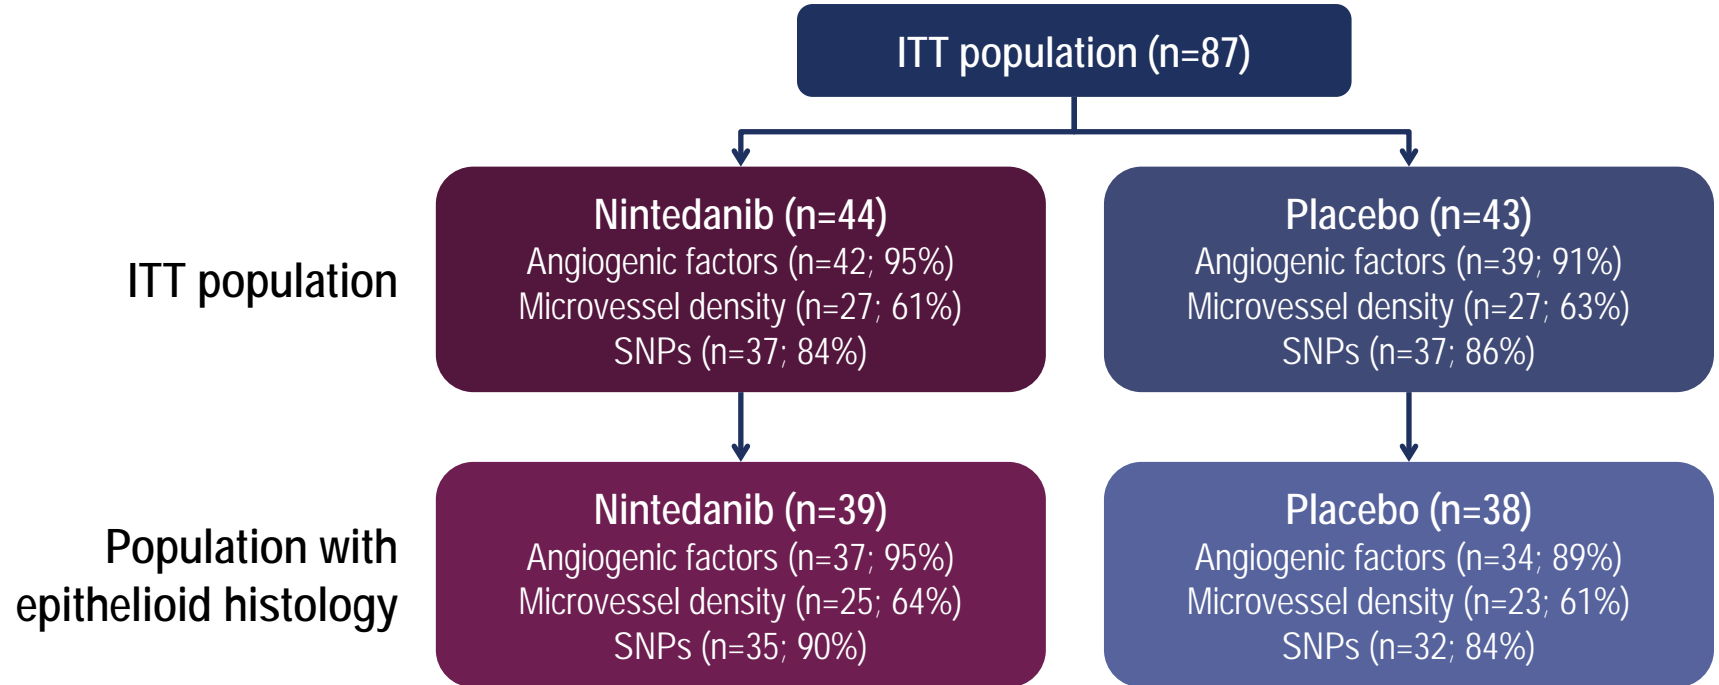 ITT population (n=87)
ITT population
Nintedanib (n=44)
Angiogenic factors (n=42; 95%)
Microvessel density (n=27; 61%)
SNPs (n=37; 84%)
Placebo (n=43)
Angiogenic factors (n=39; 91%)
Microvessel density (n=27; 63%)
SNPs (n=37; 86%)
Population with
epithelioid histology
Nintedanib (n=39)
Angiogenic factors (n=37; 95%)
Microvessel density (n=25; 64%)
SNPs (n=35; 90%)
Placebo (n=38)
Angiogenic factors (n=34; 89%)
Microvessel density (n=23; 61%)
SNPs (n=32; 84%)